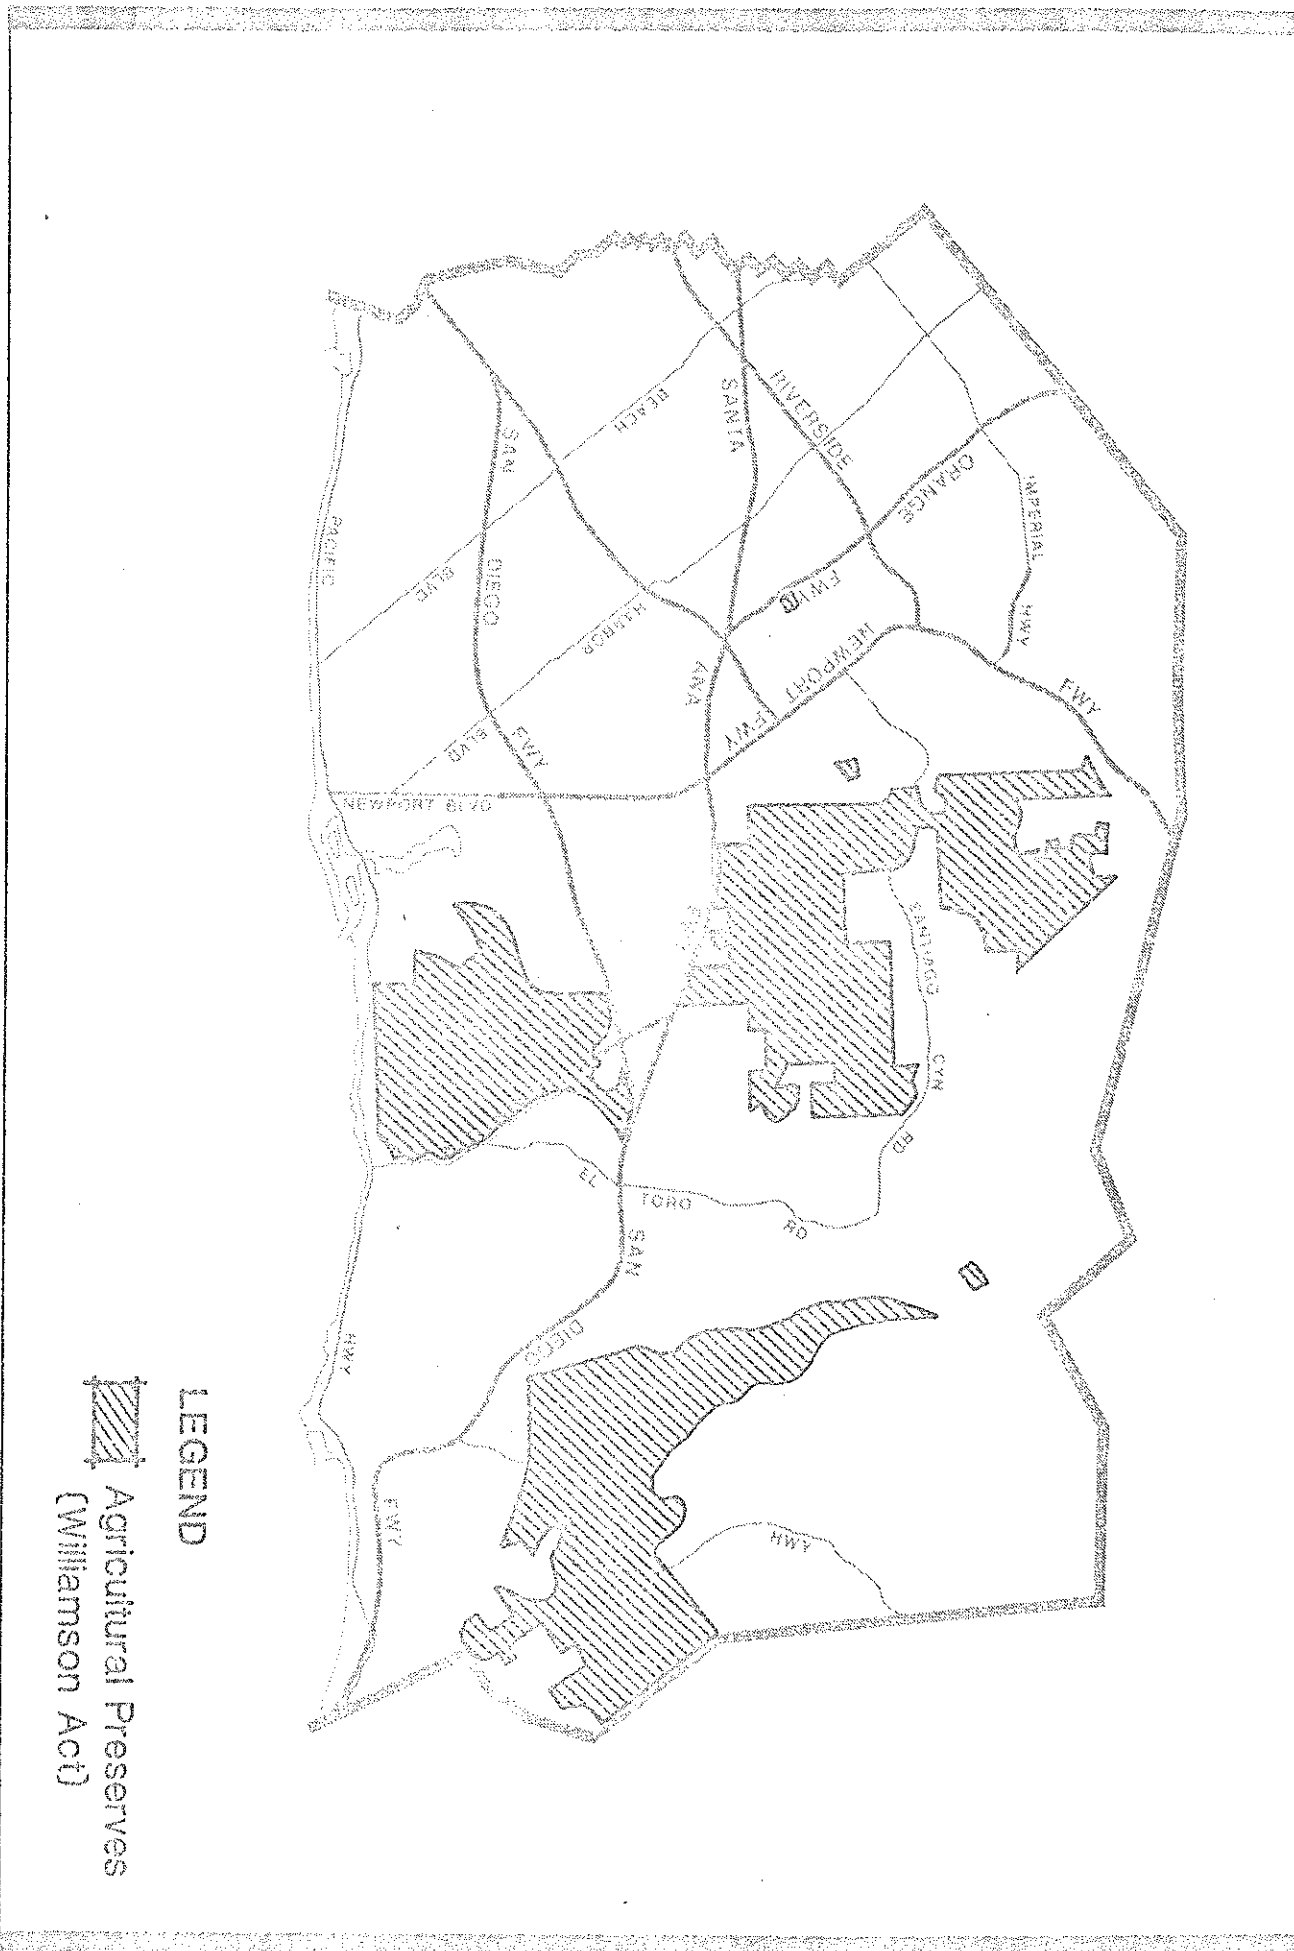 IMPERIAL
HWY
ORANGE
FWY
RIVERSIDE
FWY
SANTA
ANA
FWY
NEWPORT
FWY
BEACH
BLVD
HARBOR
BLVD
SAN
DIEGO
FWY
NEWPORT BLVD
PACIFIC
HWY
SANTIAGO
CYN
RD
EL
TORO
RD
SAN
DIEGO
FWY
HWY
LEGEND
Agricultural Preserves
(Williamson Act)